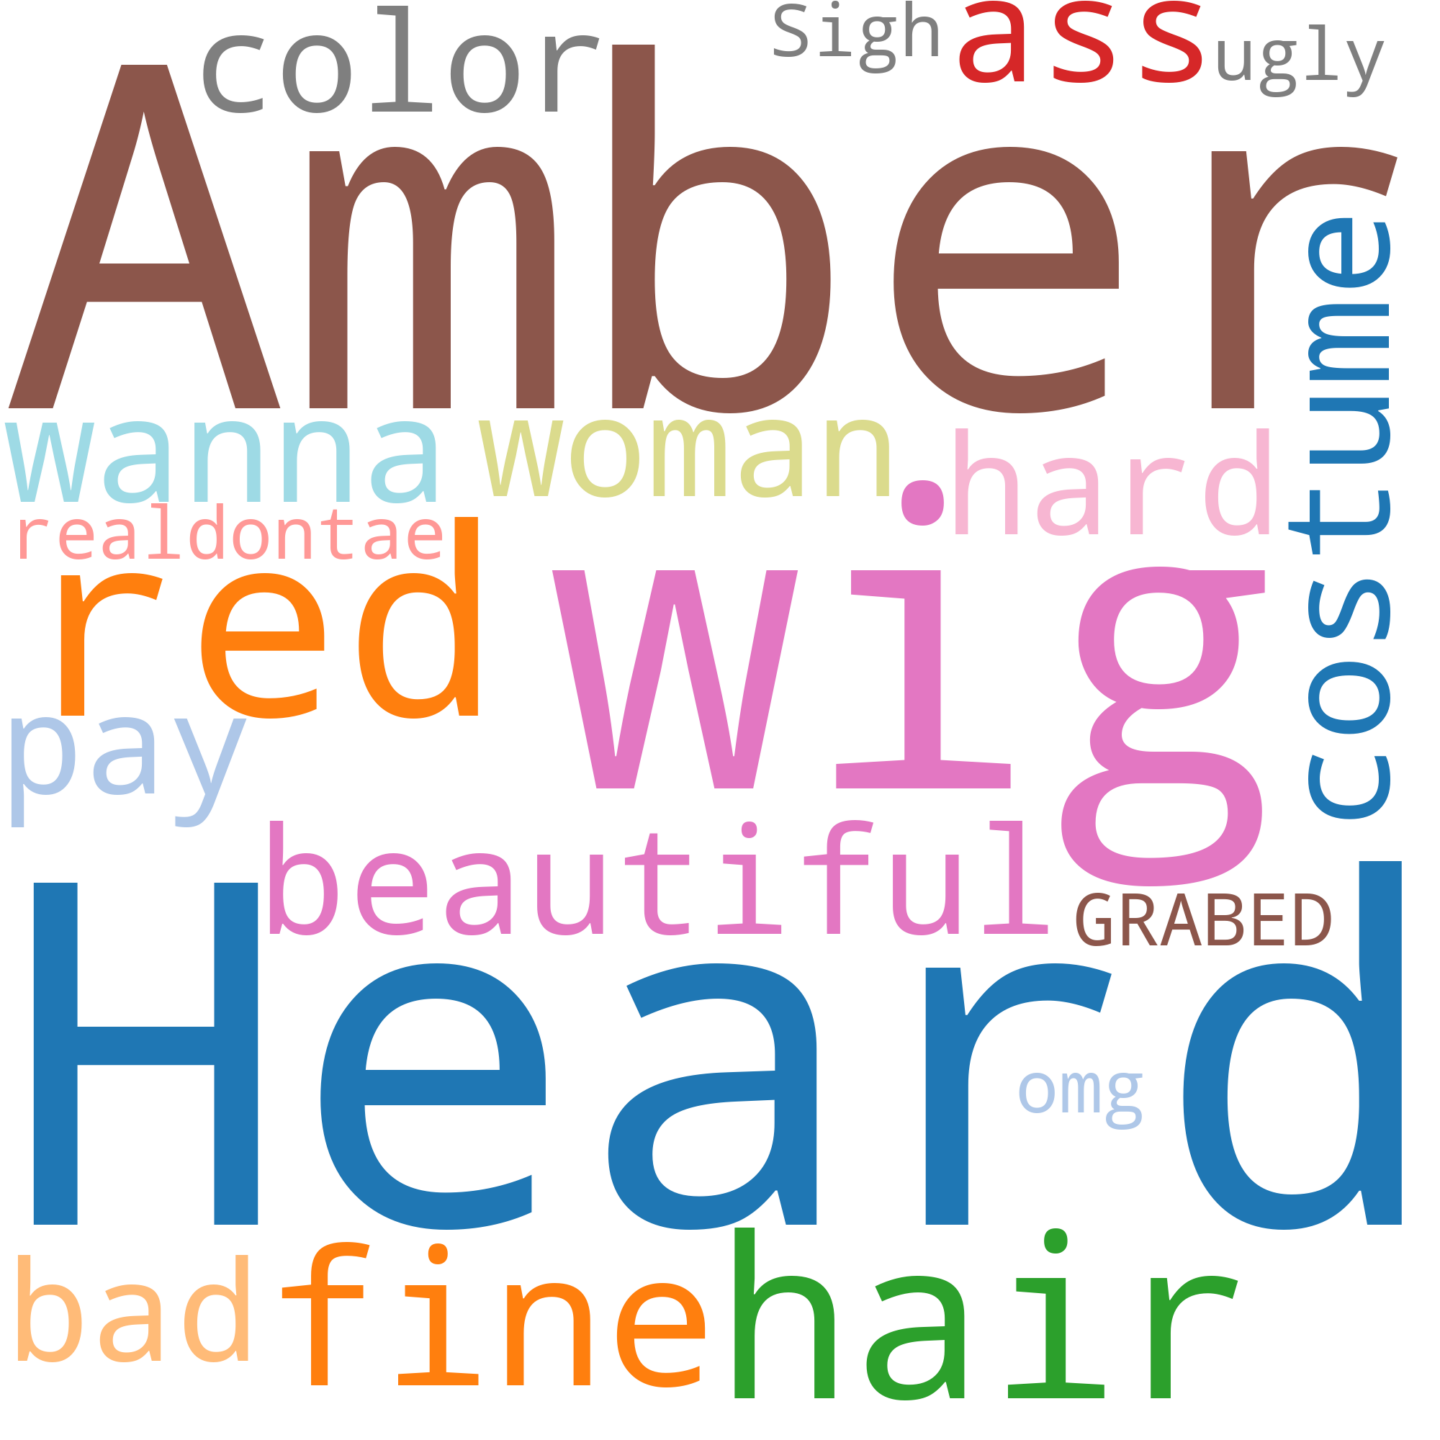 color Sigh ass ugly
Amber
costume
wanna woman hard
realdontae
red wig
pay
beautiful
GRABED
Heard
omg
bad fine hair